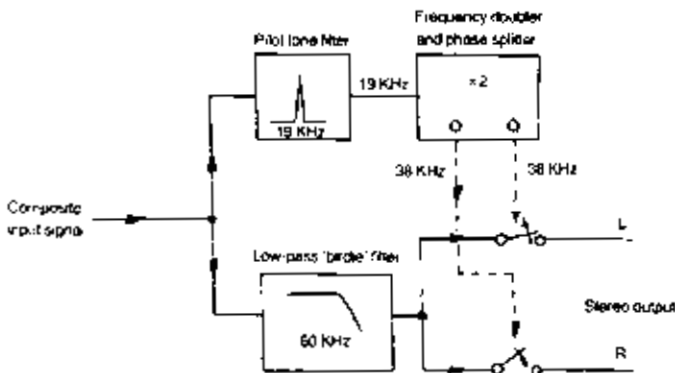 Frequency doubler
and phase splider
Pilot tone filter
×2
19 KHz
19 KHz
38 KHz
38 KHz
Composite
input signal
L
Low-pass 'birdie' filter
60 KHz
Stereo output
R